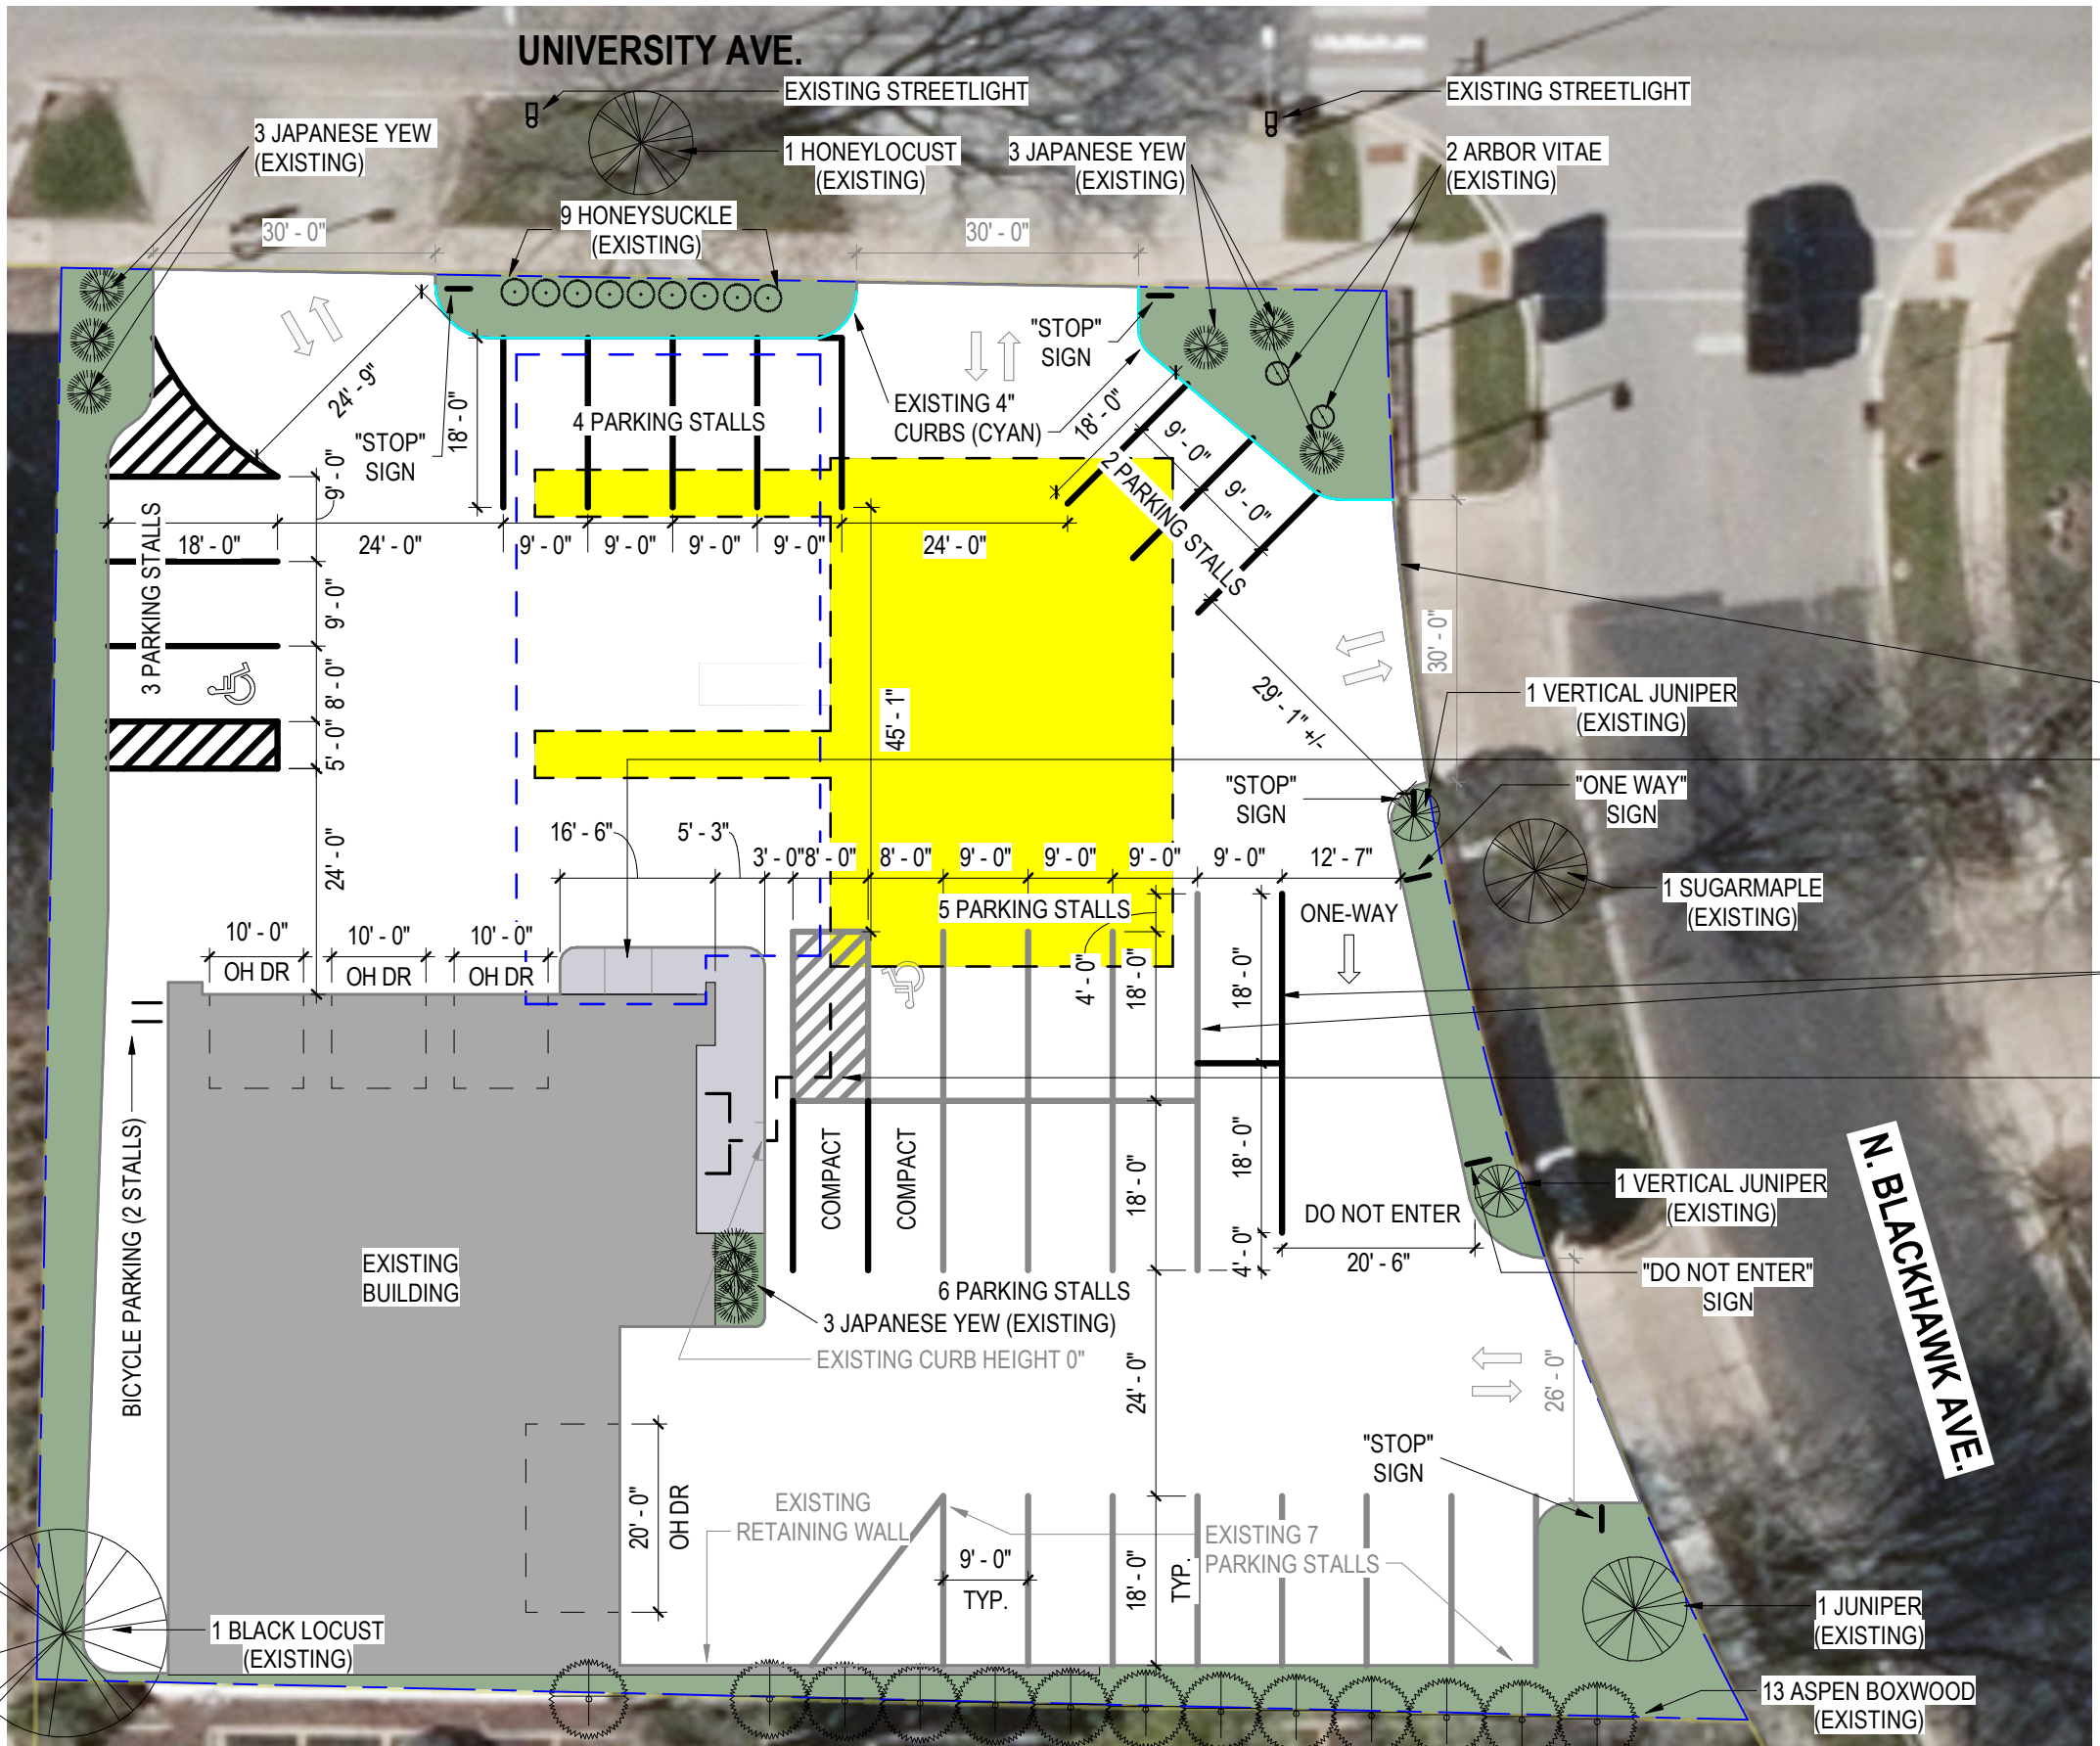 UNIVERSITY AVE.
EXISTING STREETLIGHT
EXISTING STREETLIGHT
3 JAPANESE YEW
(EXISTING)
1 HONEYLOCUST
(EXISTING)
3 JAPANESE YEW
(EXISTING)
2 ARBOR VITAE
(EXISTING)
30' - 0"
9 HONEYSUCKLE
(EXISTING)
30' - 0"
"STOP"
SIGN
24' - 9"
18' - 0"
4 PARKING STALLS
EXISTING 4"
CURBS (CYAN)
18' - 0"
9' - 0"
9' - 0"
2 PARKING STALLS
"STOP"
SIGN
9' - 0"
3 PARKING STALLS
18' - 0"
24' - 0"
9' - 0"
9' - 0"
9' - 0"
9' - 0"
24' - 0"
9' - 0"
8' - 0"
5' - 0"
24' - 0"
45' - 1"
29' - 1" +/-
30' - 0"
1 VERTICAL JUNIPER
(EXISTING)
"STOP"
SIGN
"ONE WAY"
SIGN
16' - 6"
5' - 3"
3' - 0"
8' - 0"
8' - 0"
9' - 0"
9' - 0"
9' - 0"
9' - 0"
12' - 7"
1 SUGARMAPLE
(EXISTING)
5 PARKING STALLS
ONE-WAY
10' - 0"
OH DR
10' - 0"
OH DR
10' - 0"
OH DR
4' - 0"
18' - 0"
18' - 0"
BICYCLE PARKING (2 STALLS)
COMPACT
COMPACT
18' - 0"
18' - 0"
4' - 0"
DO NOT ENTER
20' - 6"
1 VERTICAL JUNIPER
(EXISTING)
N. BLACKHAWK AVE.
EXISTING
BUILDING
6 PARKING STALLS
3 JAPANESE YEW (EXISTING)
EXISTING CURB HEIGHT 0"
"DO NOT ENTER"
SIGN
24' - 0"
26' - 0"
"STOP"
SIGN
20' - 0"
OH DR
EXISTING
RETAINING WALL
EXISTING 7
PARKING STALLS
9' - 0"
TYP.
18' - 0"
TYP.
1 BLACK LOCUST
(EXISTING)
1 JUNIPER
(EXISTING)
13 ASPEN BOXWOOD
(EXISTING)